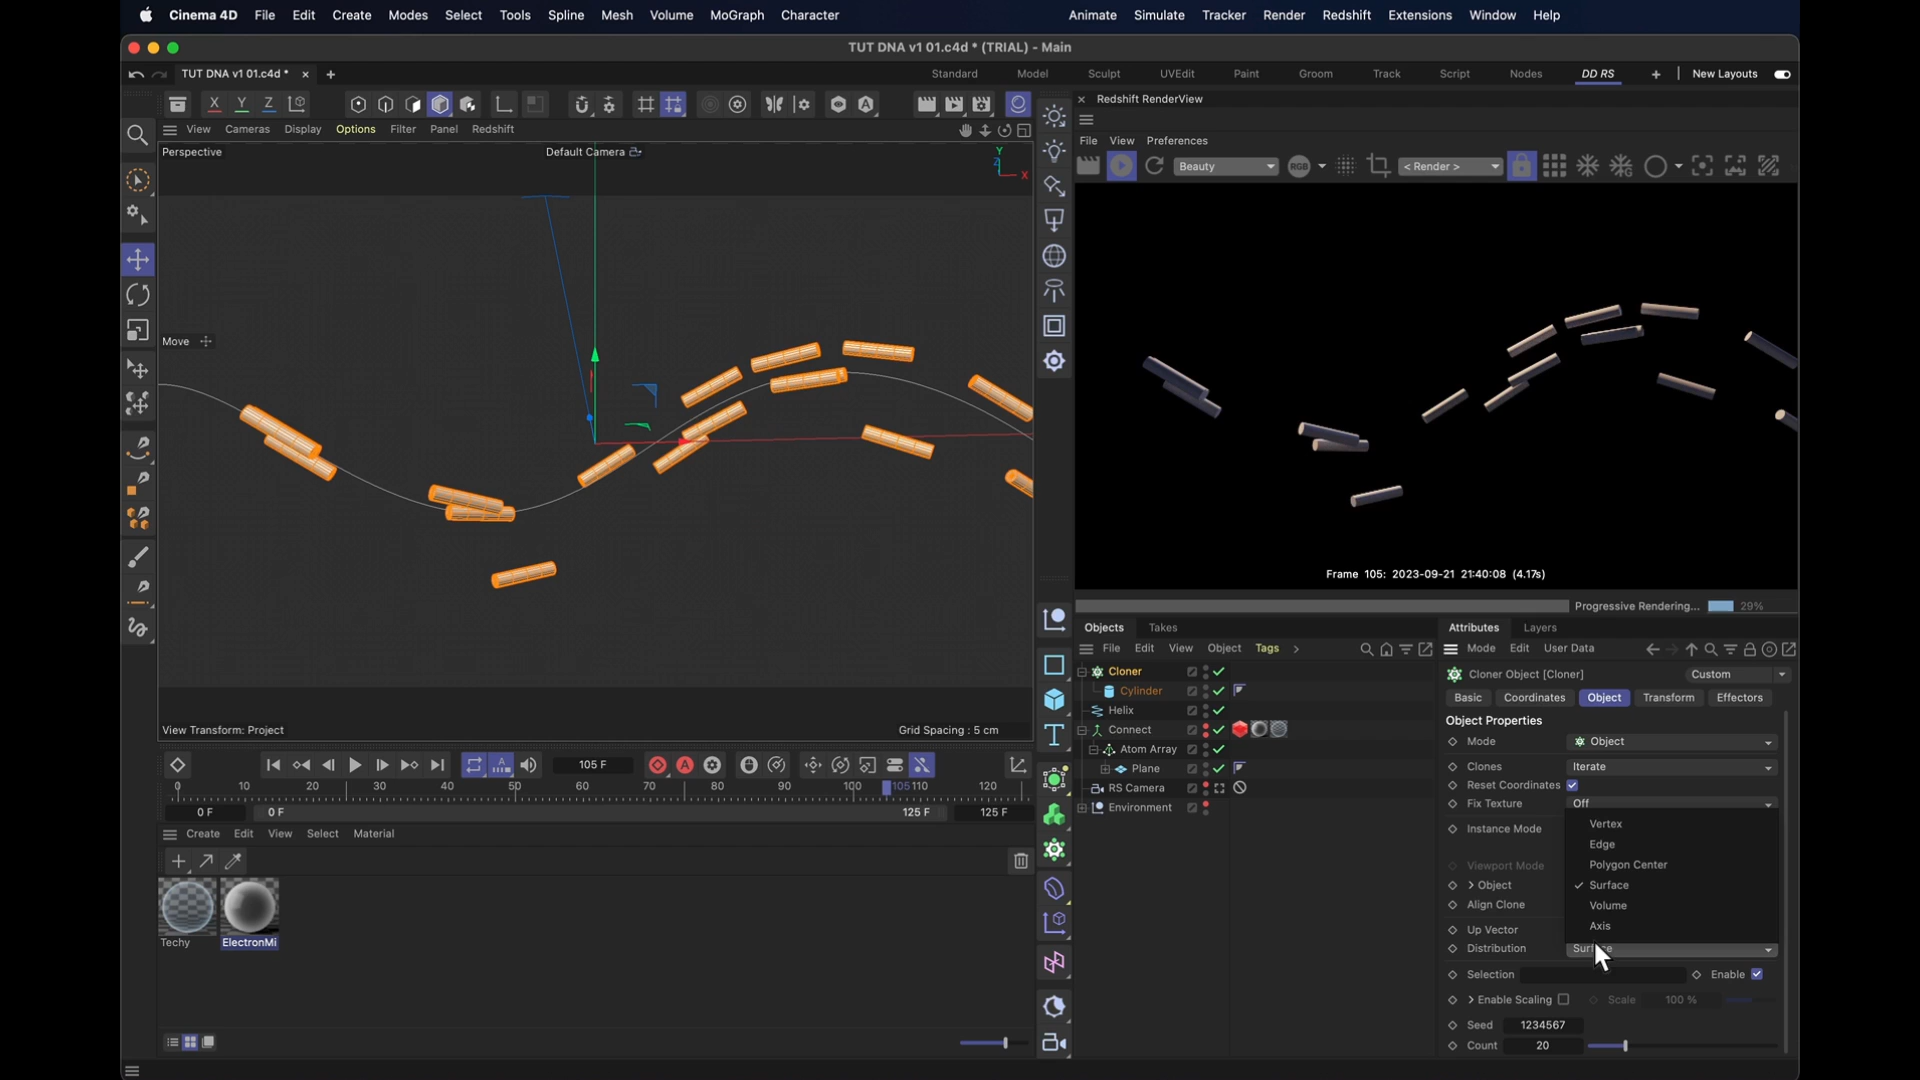 Cinema 4D File Edit Create Modes Select Tools Spline Mesh Volume MoGraph Character Animate Simulate Tracker Render Redshift Extensions Window Help
TUT DNA v1 01.c4d * (TRIAL) - Main
TUT DNA v1 01.c4d * × + Standard Model Sculpt UVEdit Paint Groom Track Script Nodes DD RS + New Layouts
X Y Z
× Redshift RenderView
View Cameras Display Options Filter Panel Redshift
File View Preferences
Perspective Default Camera
Y
Z
X
Beauty RGB < Render >
Move
Frame 105: 2023-09-21 21:40:08 (4.17s)
Progressive Rendering... 29%
View Transform: Project Grid Spacing : 5 cm
105 F
0 10 20 30 40 50 60 70 80 90 100 105 110 120
0 F 0 F 125 F 125 F
Create Edit View Select Material
Techy ElectronMi
Objects Takes
File Edit View Object Tags >
Cloner
Cylinder
Helix
Connect
Atom Array
Plane
RS Camera
Environment
Attributes Layers
Mode Edit User Data
Cloner Object [Cloner] Custom
Basic Coordinates Object Transform Effectors
Object Properties
Mode Object
Clones Iterate
Reset Coordinates
Fix Texture Off
Instance Mode
Viewport Mode
> Object
Align Clone
Up Vector
Vertex
Edge
Polygon Center
Surface
Volume
Axis
Distribution Surface
Selection Enable
> Enable Scaling Scale 100 %
Seed 1234567
Count 20